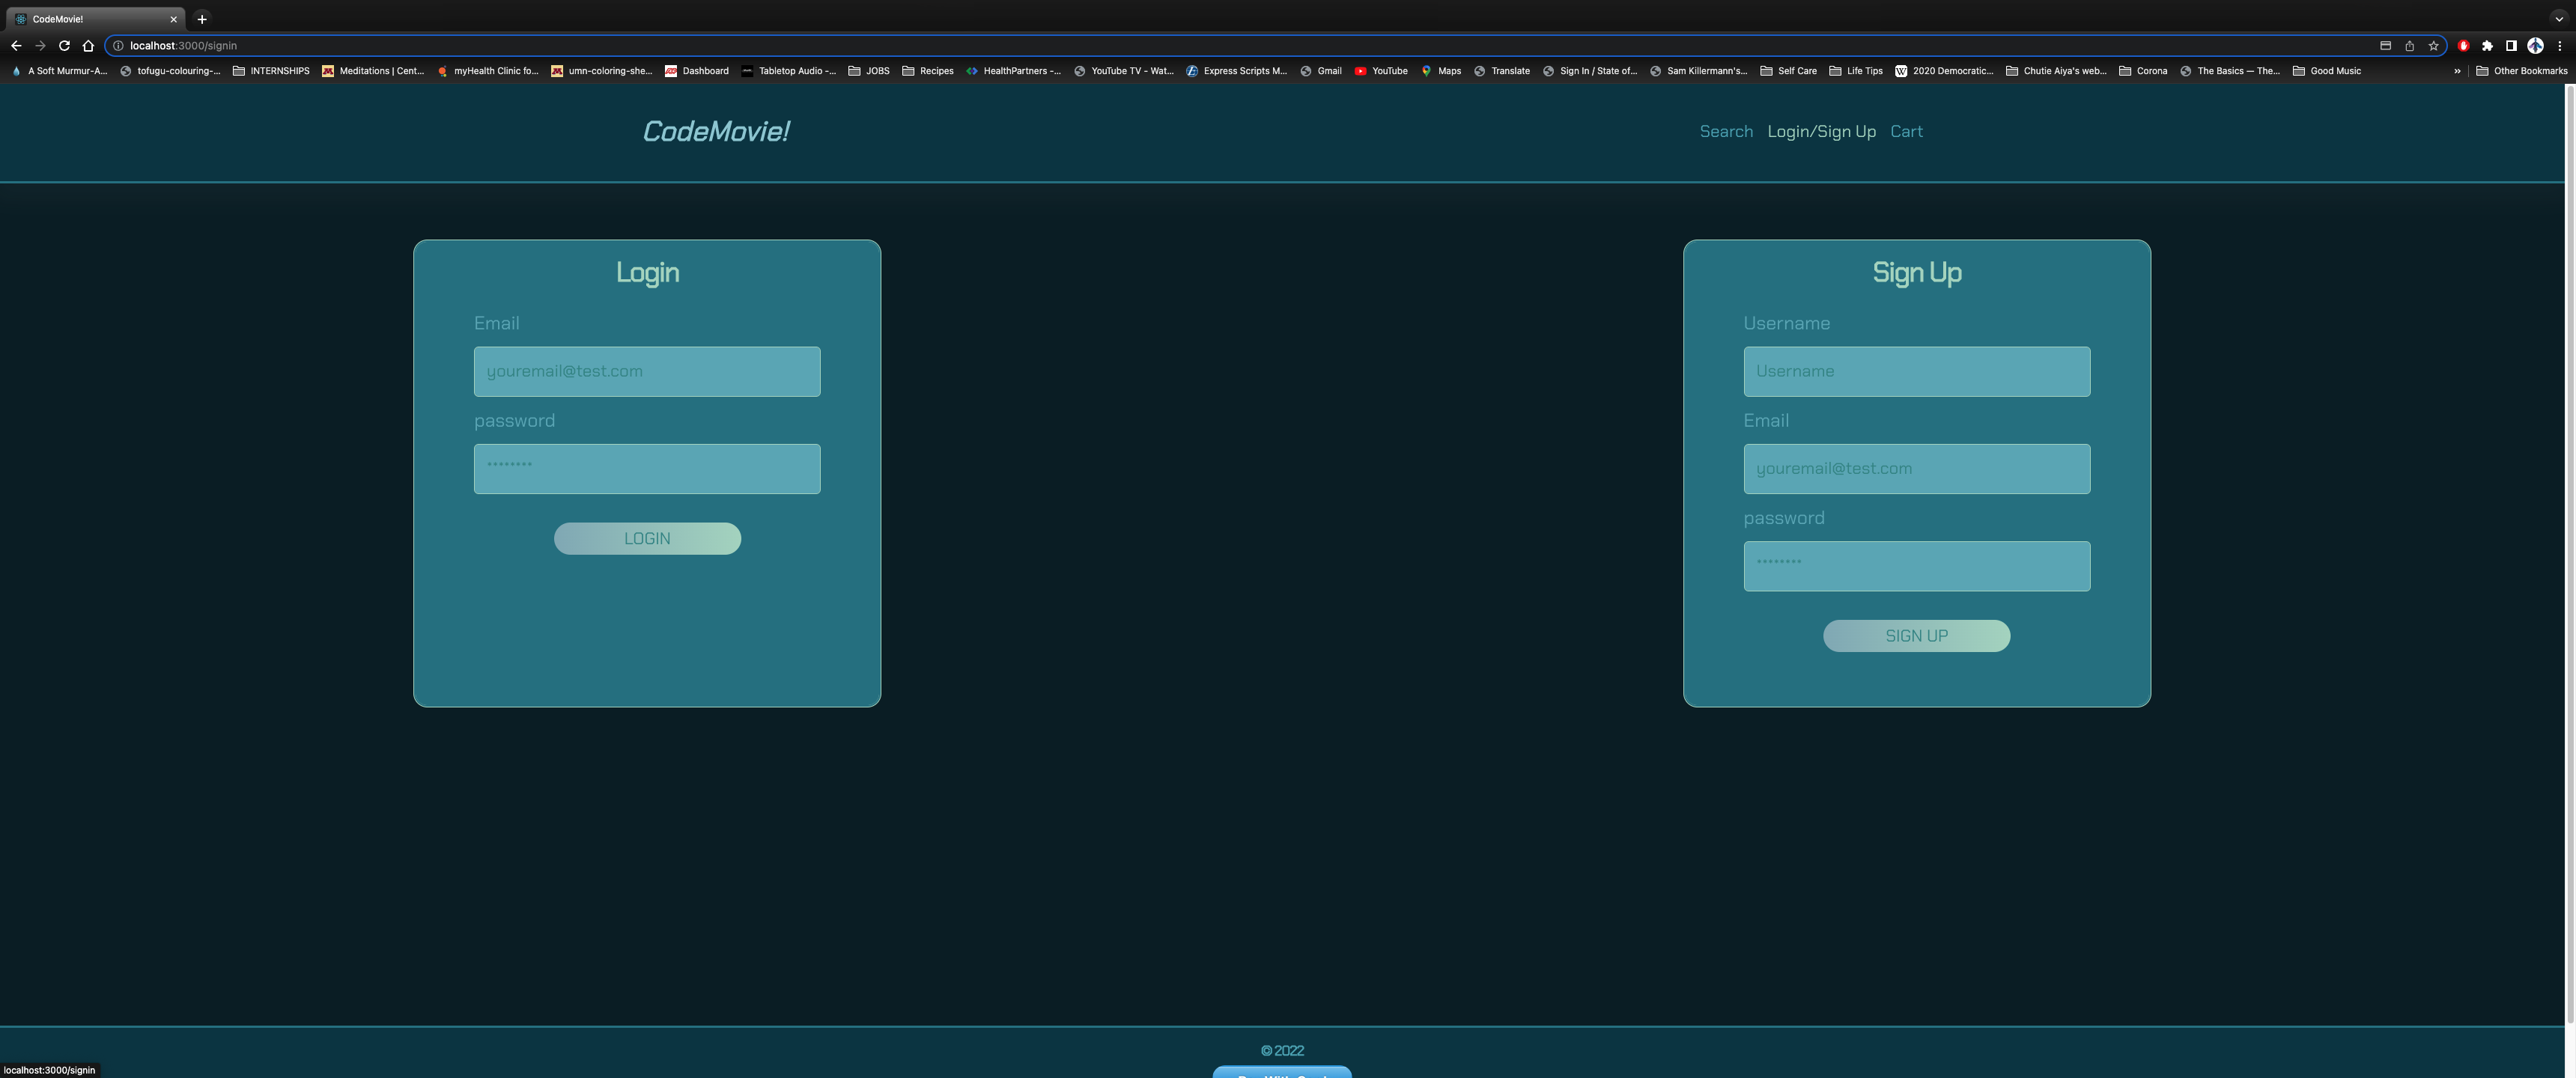 CodeMovie!
localhost:3000/signin
A Soft Murmur-A... tofugu-colouring-... INTERNSHIPS Meditations | Cent... myHealth Clinic fo... umn-coloring-she... Dashboard Tabletop Audio -... JOBS Recipes HealthPartners -... YouTube TV - Wat... Express Scripts M... Gmail YouTube Maps Translate Sign In / State of... Sam Killermann's... Self Care Life Tips 2020 Democratic... Chutie Aiya's web... Corona The Basics — The... Good Music » Other Bookmarks
CodeMovie!
Search Login/Sign Up Cart
Login
Email
youremail@test.com
password
••••••••
LOGIN
Sign Up
Username
Username
Email
youremail@test.com
password
••••••••
SIGN UP
© 2022
localhost:3000/signin